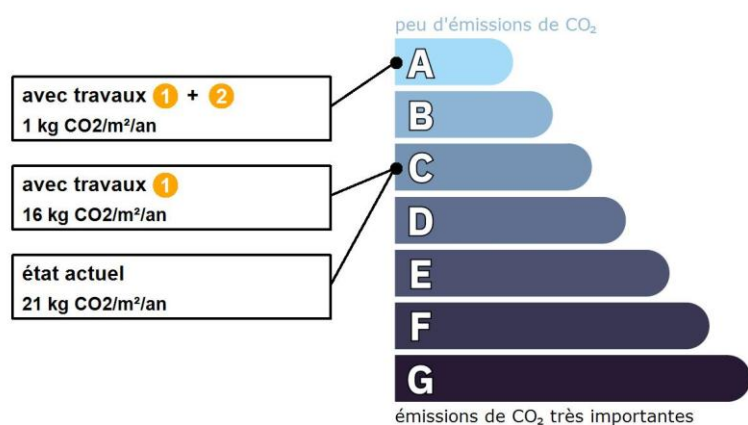 peu d'émissions de CO₂
avec travaux 1 + 2
1 kg CO2/m²/an
avec travaux 1
16 kg CO2/m²/an
état actuel
21 kg CO2/m²/an
A
B
C
D
E
F
G
émissions de CO₂ très importantes